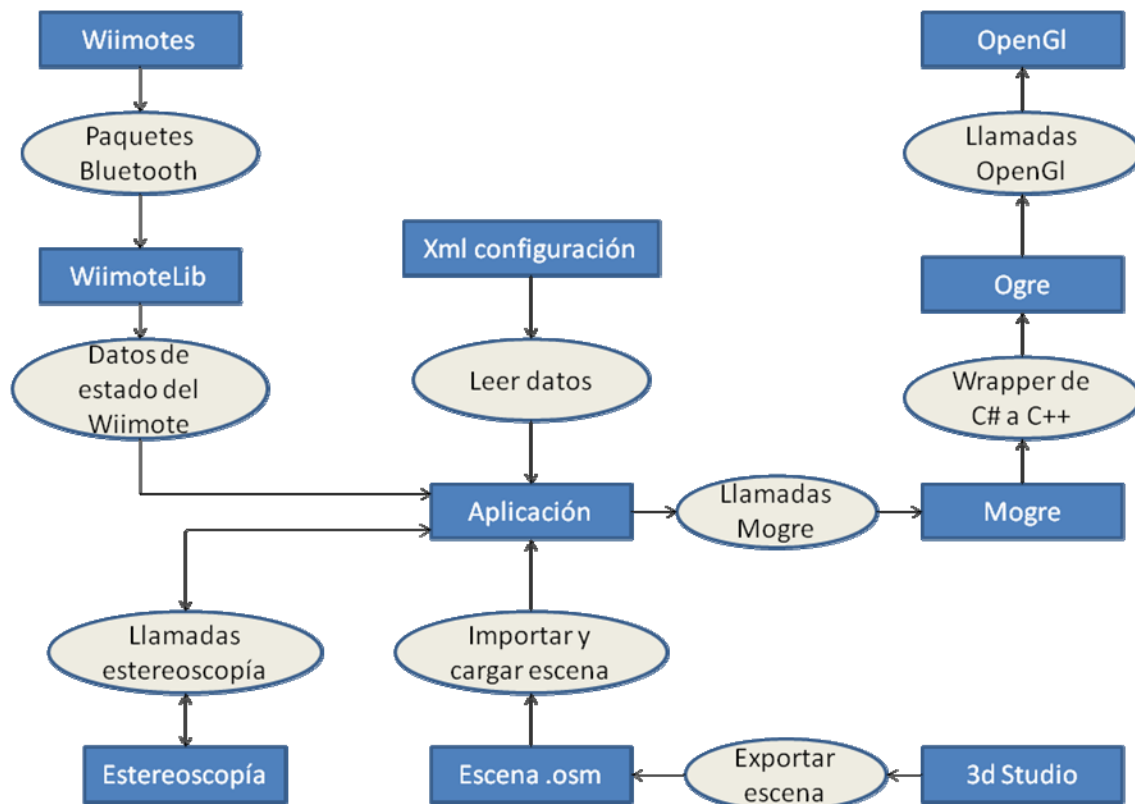 Wiimotes
OpenGl
Paquetes
Bluetooth
Llamadas
OpenGl
WiimoteLib
Xml configuración
Ogre
Datos de
estado del
Wiimote
Leer datos
Wrapper de
C# a C++
Aplicación
Llamadas
Mogre
Mogre
Llamadas
estereoscopía
Importar y
cargar escena
Estereoscopía
Escena .osm
Exportar
escena
3d Studio